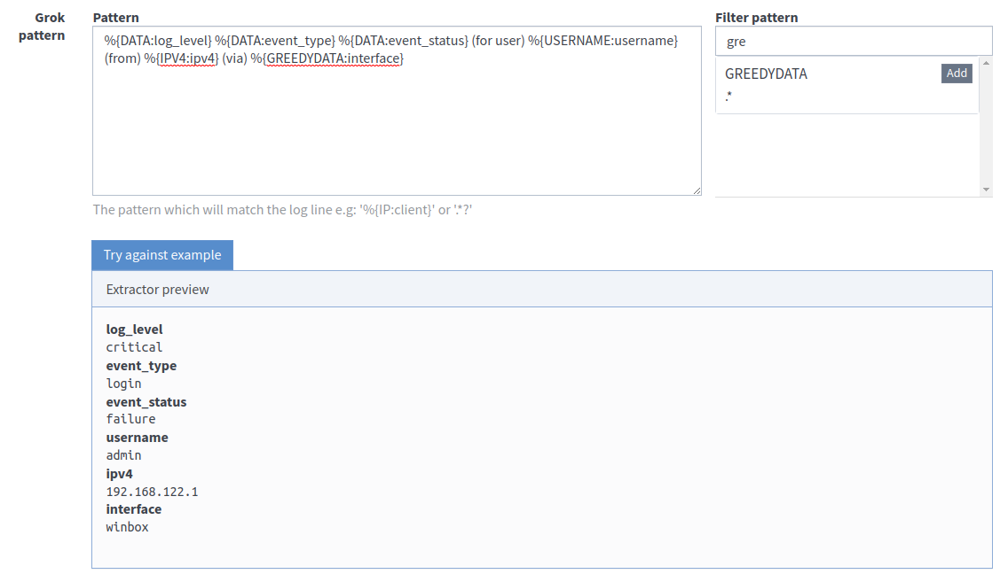 Grok pattern
Pattern
%{DATA:log_level} %{DATA:event_type} %{DATA:event_status} (for user) %{USERNAME:username}
(from) %{IPV4:ipv4} (via) %{GREEDYDATA:interface}
The pattern which will match the log line e.g: '%{IP:client}' or '.*?'
Filter pattern
gre
GREEDYDATA
Add
.*
Try against example
Extractor preview
log_level
critical
event_type
login
event_status
failure
username
admin
ipv4
192.168.122.1
interface
winbox